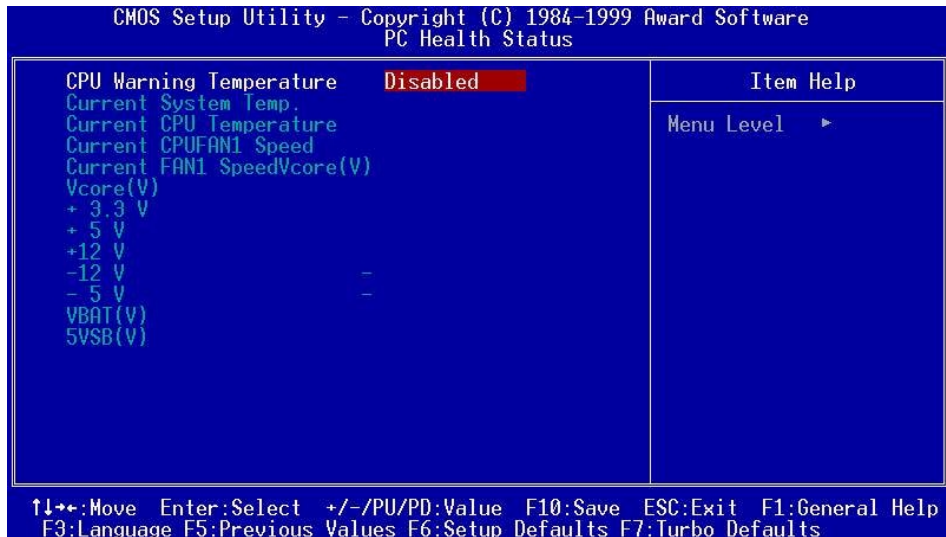 CMOS Setup Utility – Copyright (C) 1984-1999 Award Software
PC Health Status
CPU Warning Temperature Disabled
Current System Temp.
Current CPU Temperature
Current CPUFAN1 Speed
Current FAN1 SpeedVcore(V)
Vcore(V)
+ 3.3 V
+ 5 V
+12 V
-12 V -
- 5 V -
VBAT(V)
5VSB(V)
Item Help
Menu Level ►
↑↓→←:Move Enter:Select +/-/PU/PD:Value F10:Save ESC:Exit F1:General Help
F3:Language F5:Previous Values F6:Setup Defaults F7:Turbo Defaults